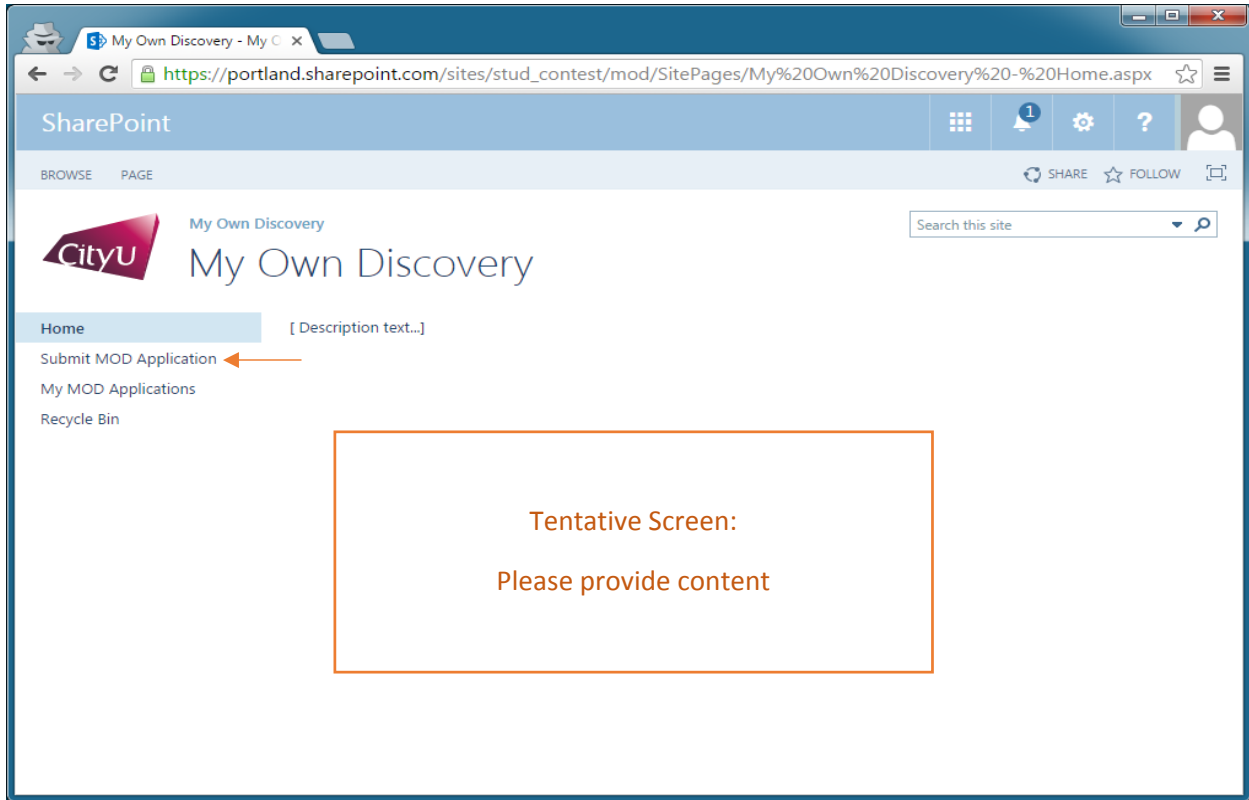 My Own Discovery - My C
https://portland.sharepoint.com/sites/stud_contest/mod/SitePages/My%20Own%20Discovery%20-%20Home.aspx
SharePoint
1
?
BROWSE PAGE
SHARE FOLLOW
CityU
My Own Discovery
My Own Discovery
Search this site
Home
[ Description text...]
Submit MOD Application
My MOD Applications
Recycle Bin
Tentative Screen:
Please provide content